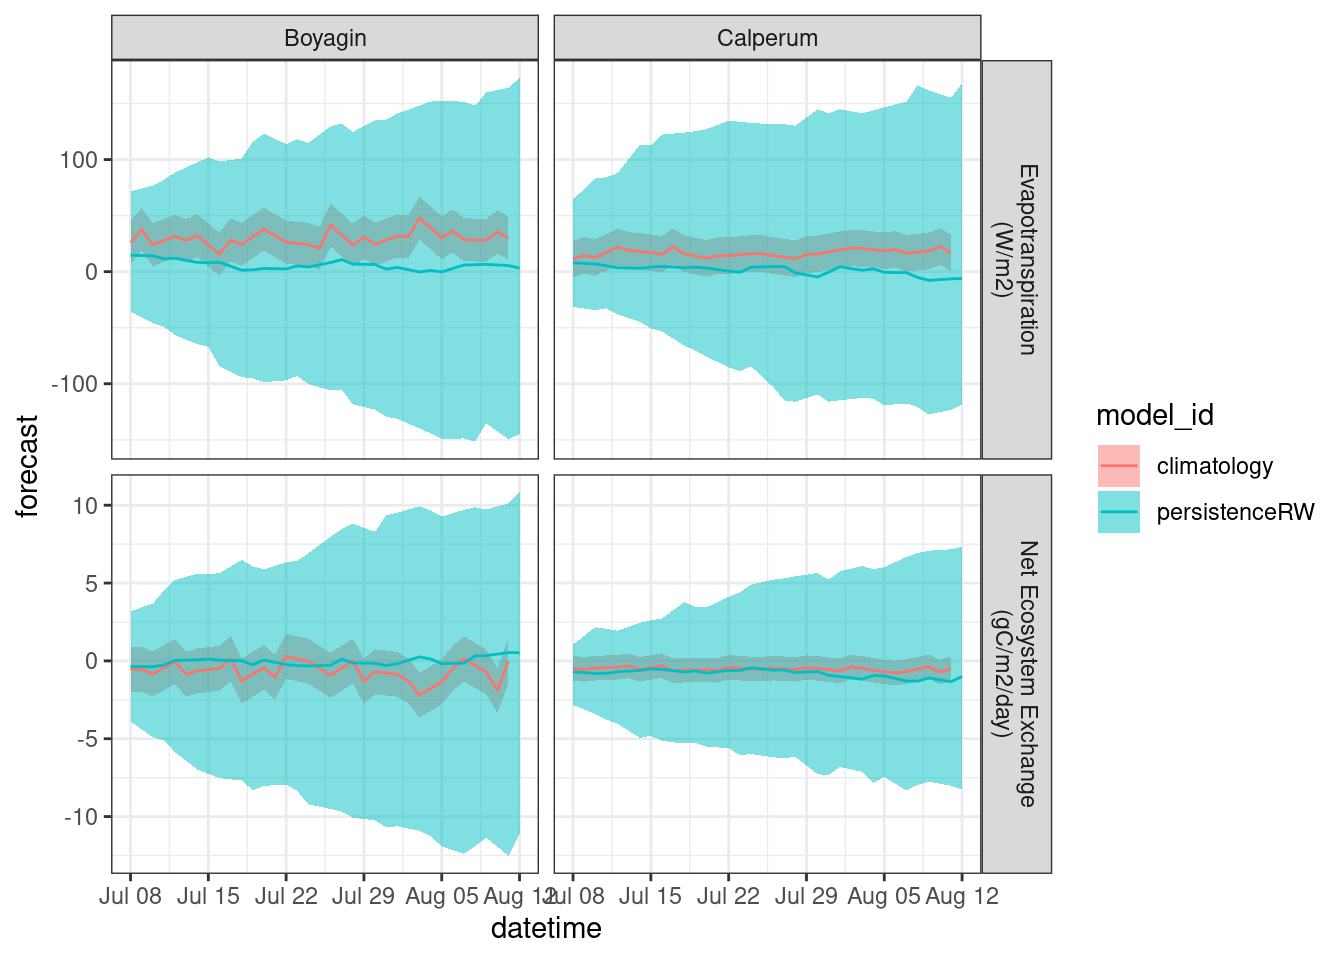 Boyagin
Calperum
100
0
-100
Evapotranspiration
(W/m2)
forecast
10
5
0
-5
-10
Net Ecosystem Exchange
(gC/m2/day)
Jul 08
Jul 15
Jul 22
Jul 29
Aug 05
Aug 12
Jul 08
Jul 15
Jul 22
Jul 29
Aug 05
Aug 12
datetime
model_id
climatology
persistenceRW